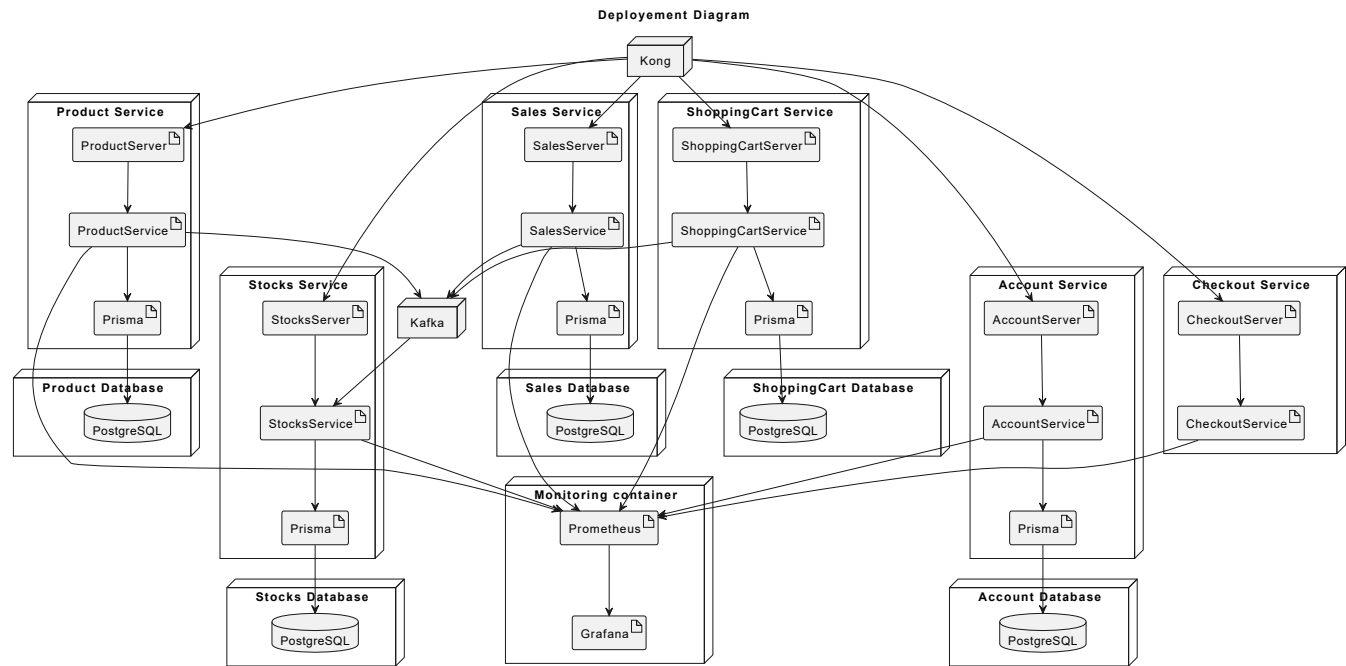 Deployement Diagram
Kong
Product Service
Sales Service
ShoppingCart Service
ProductServer
SalesServer
ShoppingCartServer
ProductService
SalesService
ShoppingCartService
Stocks Service
Account Service
Checkout Service
Prisma
StocksServer
Kafka
Prisma
Prisma
AccountServer
CheckoutServer
Product Database
Sales Database
ShoppingCart Database
PostgreSQL
StocksService
PostgreSQL
PostgreSQL
AccountService
CheckoutService
Monitoring container
Prisma
Prometheus
Prisma
Stocks Database
Account Database
PostgreSQL
Grafana
PostgreSQL